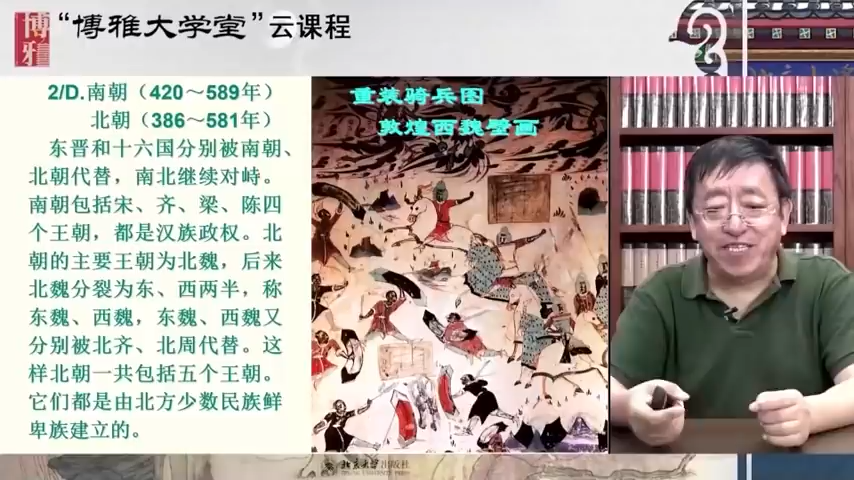 博雅
“博雅大学堂”云课程
2/D.南朝（420～589年）
北朝（386～581年）
东晋和十六国分别被南朝、
北朝代替，南北继续对峙。
南朝包括宋、齐、梁、陈四
个王朝，都是汉族政权。北
朝的主要王朝为北魏，后来
北魏分裂为东、西两半，称
东魏、西魏，东魏、西魏又
分别被北齐、北周代替。这
样北朝一共包括五个王朝。
它们都是由北方少数民族鲜
卑族建立的。
重装骑兵图
敦煌西魏壁画
北京大学出版社